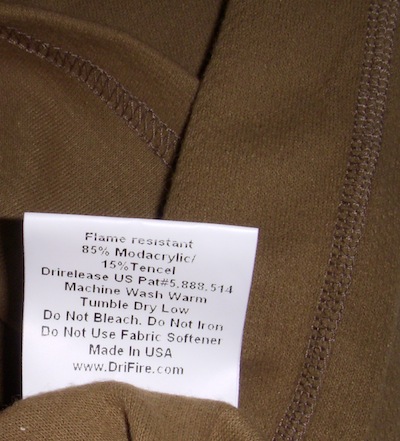 Flame resistant
85% Modacrylic/
15%Tencel
Drirelease US Pat#5,888,514
Machine Wash Warm
Tumble Dry Low
Do Not Bleach. Do Not Iron
Do Not Use Fabric Softener
Made In USA
www.DriFire.com